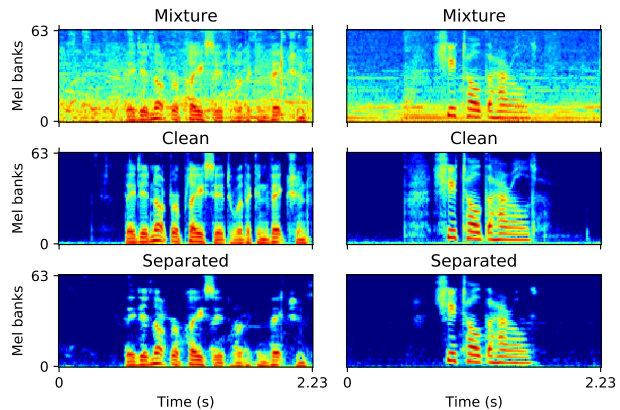 Mixture Mixture
63
Mel banks
0
Clean Clean
63
Mel banks
0
Separated Separated
63
Mel banks
0
0 2.23 0 2.23
Time (s) Time (s)